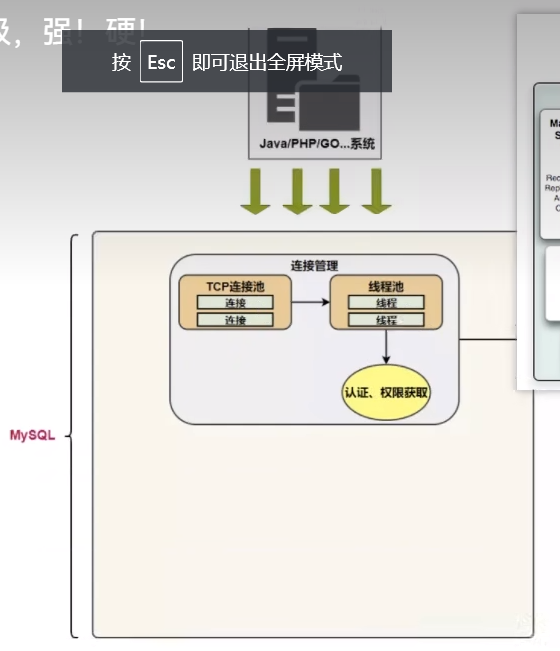 及，强！硬！
按 Esc 即可退出全屏模式
Java/PHP/GO...系统
连接管理
TCP连接池
连接
连接
线程池
线程
线程
认证、权限获取
MySQL
Ma
S
Rec
Rep
A
C